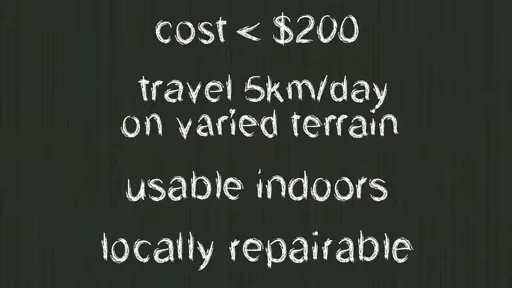 cost < $200
travel 5km/day
on varied terrain
usable indoors
locally repairable